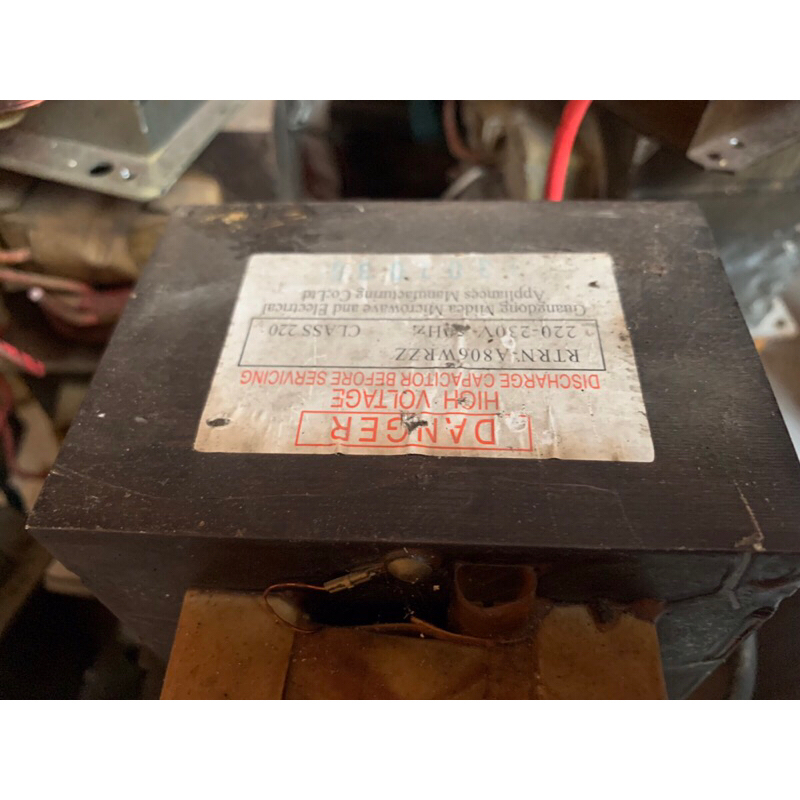 DANGER
HIGH VOLTAGE
DISCHARGE CAPACITOR BEFORE SERVICING
RTRN-A806WRZZ
220-230V 50Hz CLASS 220
Guangdong Midea Microwave and Electrical
Appliances Manufacturing Co.Ltd